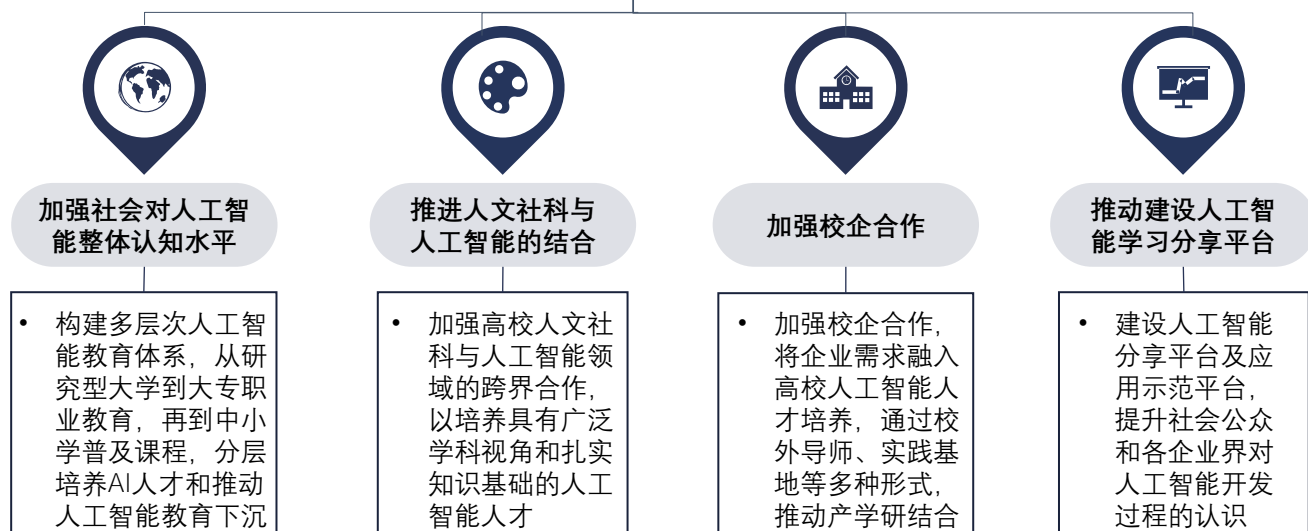 加强社会对人工智
能整体认知水平
推进人文社科与
人工智能的结合
加强校企合作
推动建设人工智
能学习分享平台
• 构建多层次人工智
能教育体系，从研
究型大学到大专职
业教育，再到中小
学普及课程，分层
培养AI人才和推动
人工智能教育下沉
• 加强高校人文社
科与人工智能领
域的跨界合作，
以培养具有广泛
学科视角和扎实
知识基础的人工
智能人才
• 加强校企合作，
将企业需求融入
高校人工智能人
才培养，通过校
外导师、实践基
地等多种形式，
推动产学研结合
• 建设人工智能
分享平台及应
用示范平台，
提升社会公众
和各企业界对
人工智能开发
过程的认识